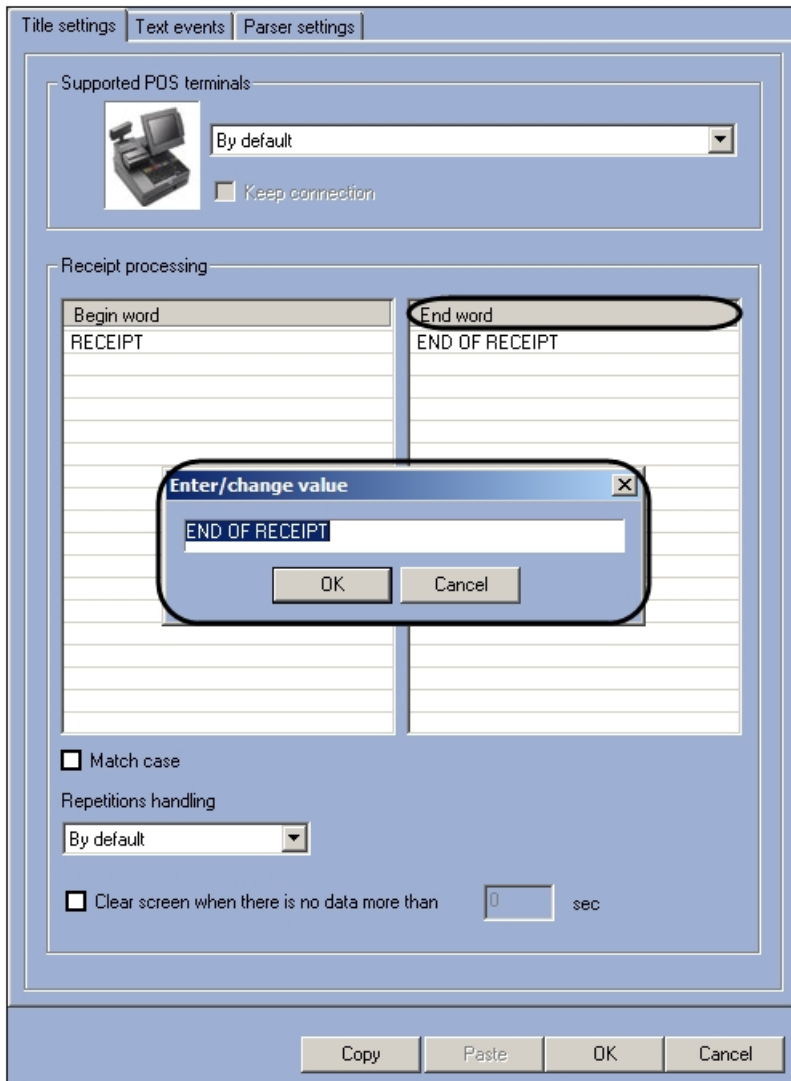 Title settings Text events Parser settings
Supported POS terminals
By default
Keep connection
Receipt processing
Begin word End word
RECEIPT END OF RECEIPT
Enter/change value
END OF RECEIPT
OK Cancel
Match case
Repetitions handling
By default
Clear screen when there is no data more than 0 sec
Copy Paste OK Cancel